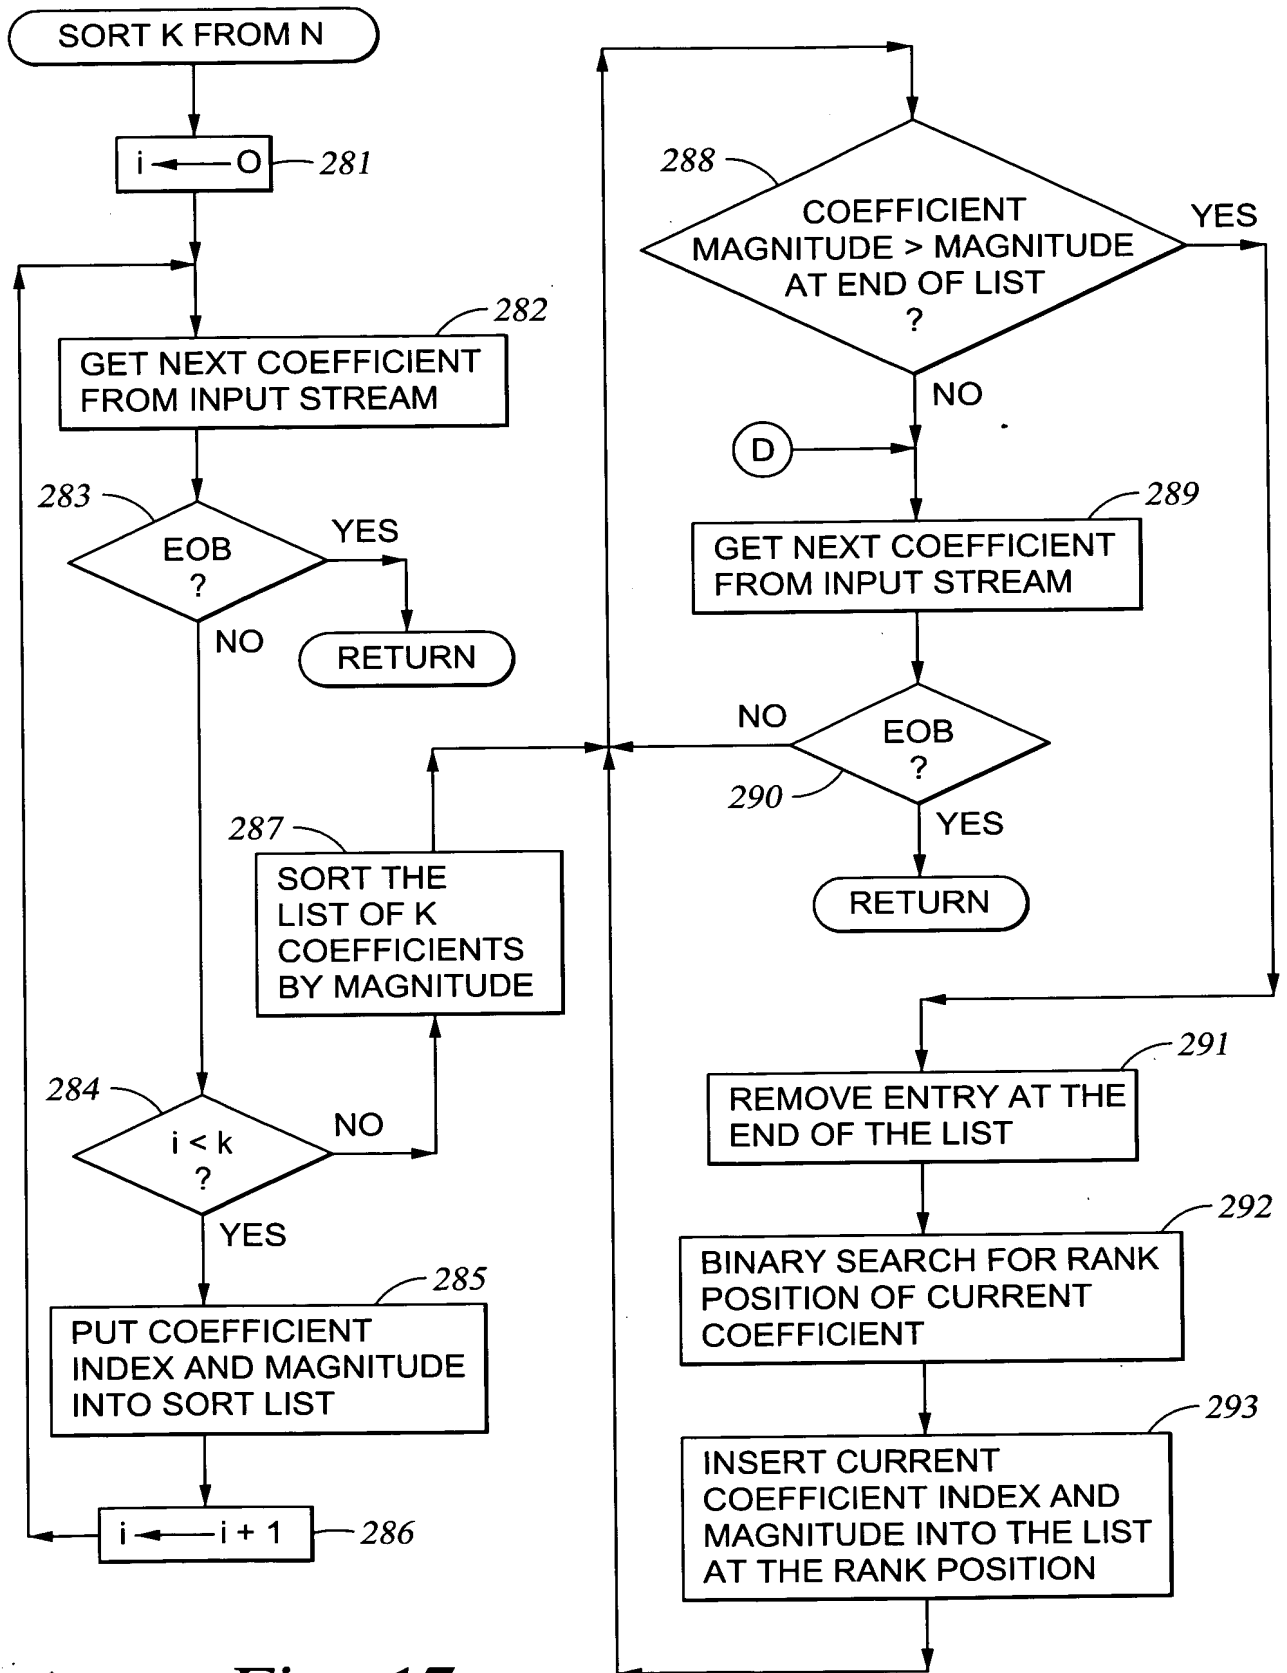 SORT K FROM N
i ← O
281
282
GET NEXT COEFFICIENT
FROM INPUT STREAM
283
EOB
?
YES
NO
RETURN
287
SORT THE
LIST OF K
COEFFICIENTS
BY MAGNITUDE
284
i < k
?
NO
YES
285
PUT COEFFICIENT
INDEX AND MAGNITUDE
INTO SORT LIST
i ← i + 1
286
288
COEFFICIENT
MAGNITUDE > MAGNITUDE
AT END OF LIST
?
YES
NO
D
289
GET NEXT COEFFICIENT
FROM INPUT STREAM
NO
EOB
?
290
YES
RETURN
291
REMOVE ENTRY AT THE
END OF THE LIST
292
BINARY SEARCH FOR RANK
POSITION OF CURRENT
COEFFICIENT
293
INSERT CURRENT
COEFFICIENT INDEX AND
MAGNITUDE INTO THE LIST
AT THE RANK POSITION